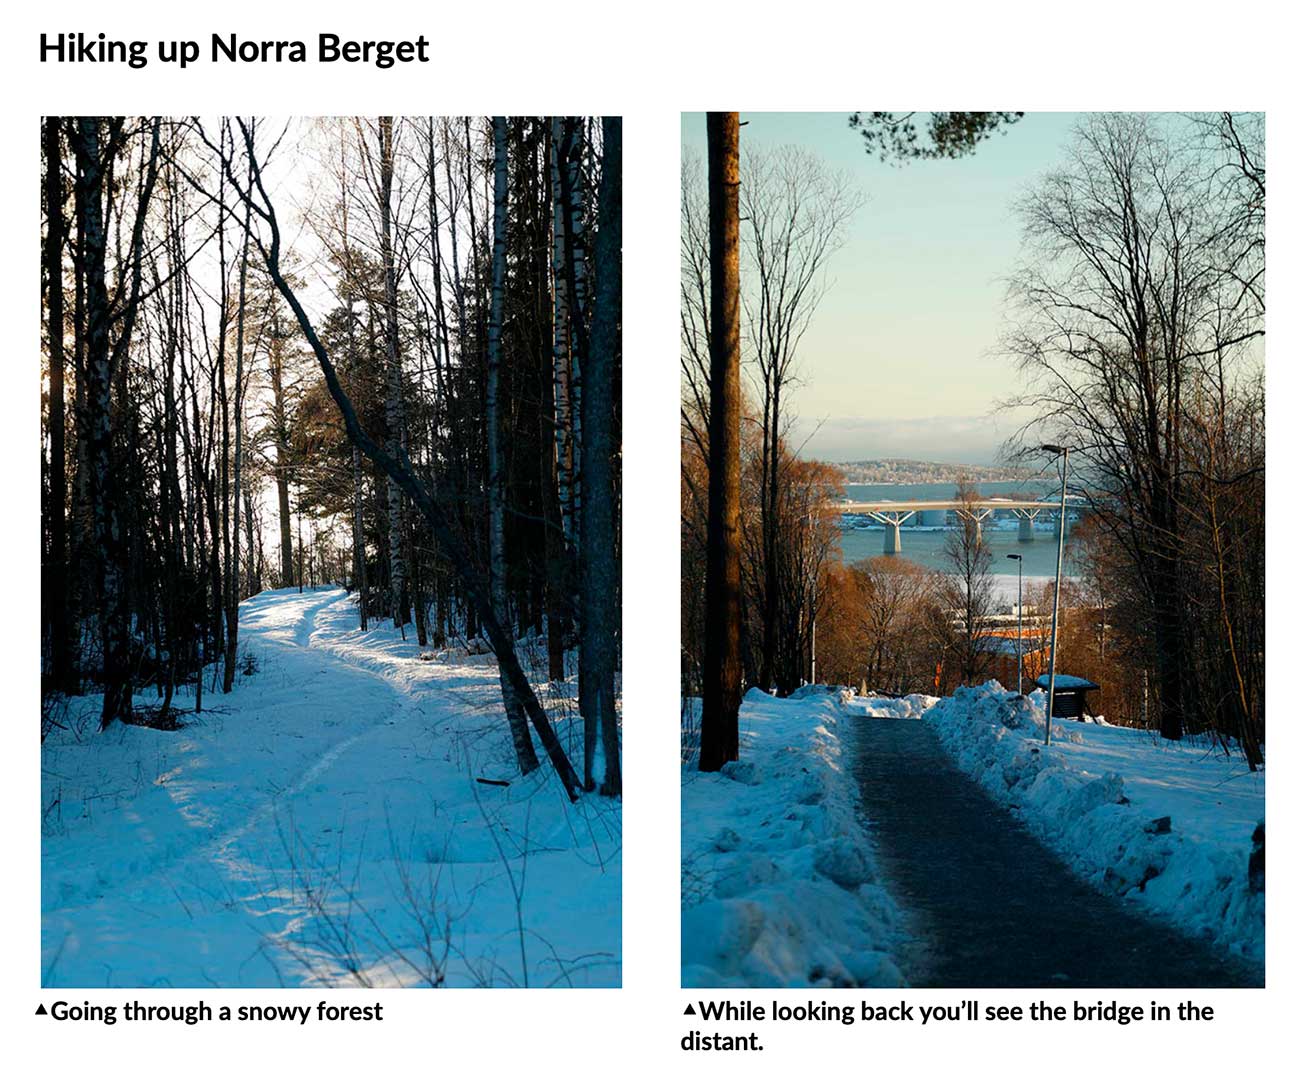 Hiking up Norra Berget
▲Going through a snowy forest
▲While looking back you’ll see the bridge in the
distant.